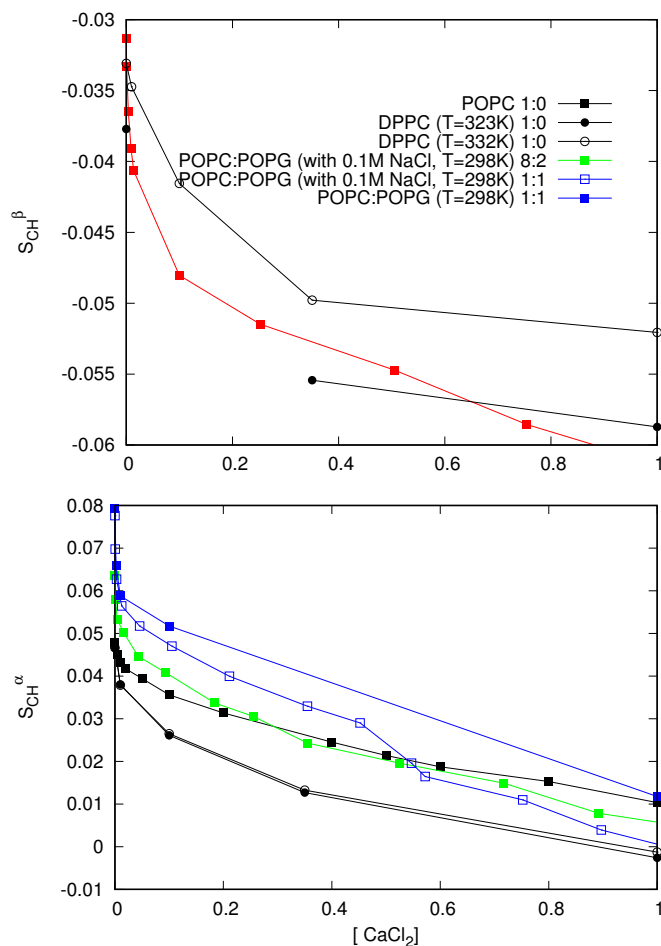 -0.03
-0.035
-0.04
-0.045
-0.05
-0.055
-0.06
S_CH^β
POPC 1:0
DPPC (T=323K) 1:0
DPPC (T=332K) 1:0
POPC:POPG (with 0.1M NaCl, T=298K) 8:2
POPC:POPG (with 0.1M NaCl, T=298K) 1:1
POPC:POPG (T=298K) 1:1
0 0.2 0.4 0.6 0.8 1
0.08
0.07
0.06
0.05
0.04
0.03
0.02
0.01
0
-0.01
S_CH^α
0 0.2 0.4 0.6 0.8 1
[ CaCl₂]